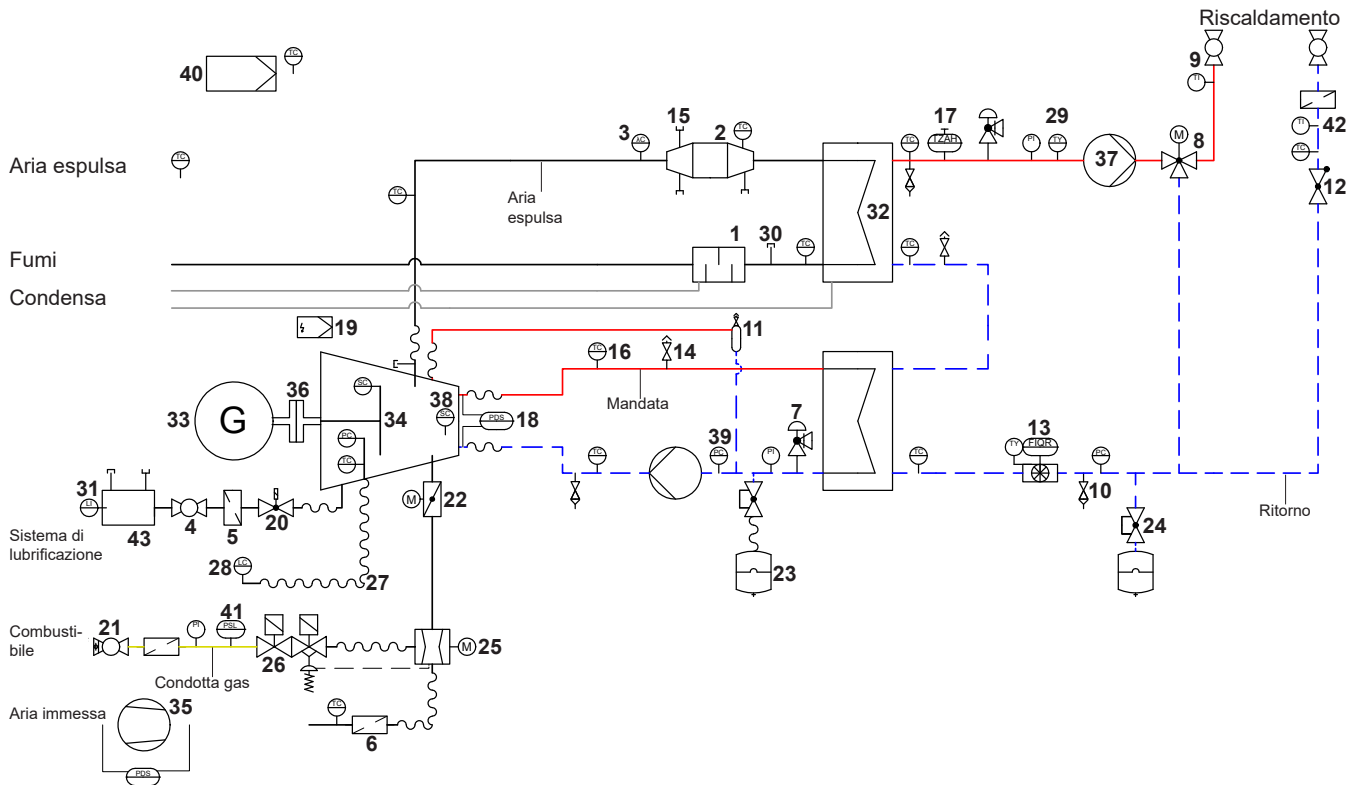 Riscaldamento
9
TI
40
TC
Aria espulsa
TC
3
AC
15
2
TC
TC
17
TZAH
PI
29
TY
37
M
8
TI
42
TC
12
TC
Aria
espulsa
32
Fumi
1
30
TC
TC
Condensa
19
11
TC
16
14
Mandata
33
G
36
SC
34
38
SC
PDS
18
PC
TC
TC
39
PC
PI
7
TC
TY
13
FIQR
PC
10
24
Ritorno
31
LI
43
4
5
20
M
22
Sistema di
lubrificazione
28
LC
27
23
Combusti-
bile
21
PI
41
PSL
26
M
25
Condotta gas
Aria immessa
35
TC
6
PDS